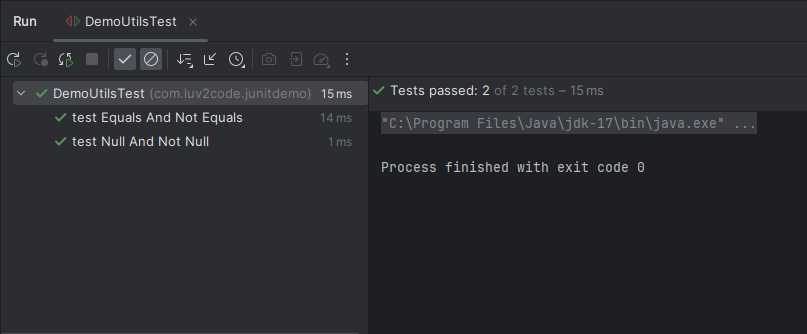 Run DemoUtilsTest
DemoUtilsTest (com.luv2code.junitdemo) 15 ms
test Equals And Not Equals 14 ms
test Null And Not Null 1 ms
Tests passed: 2 of 2 tests – 15 ms
"C:\Program Files\Java\jdk-17\bin\java.exe" ...
Process finished with exit code 0